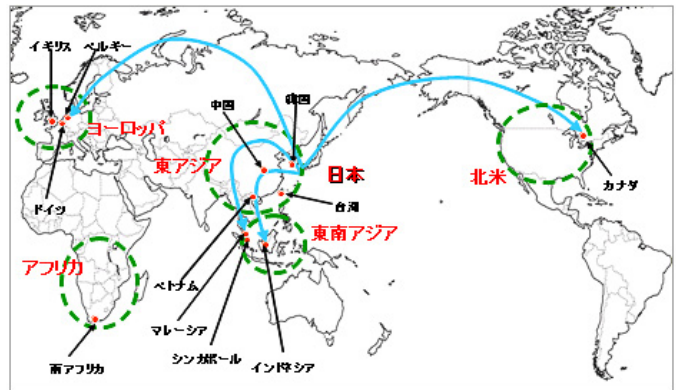 イギリス
ベルギー
ヨーロッパ
ドイツ
アフリカ
南アフリカ
中国
韓国
東アジア
日本
台湾
東南アジア
ベトナム
マレーシア
シンガポール
インドネシア
北米
カナダ